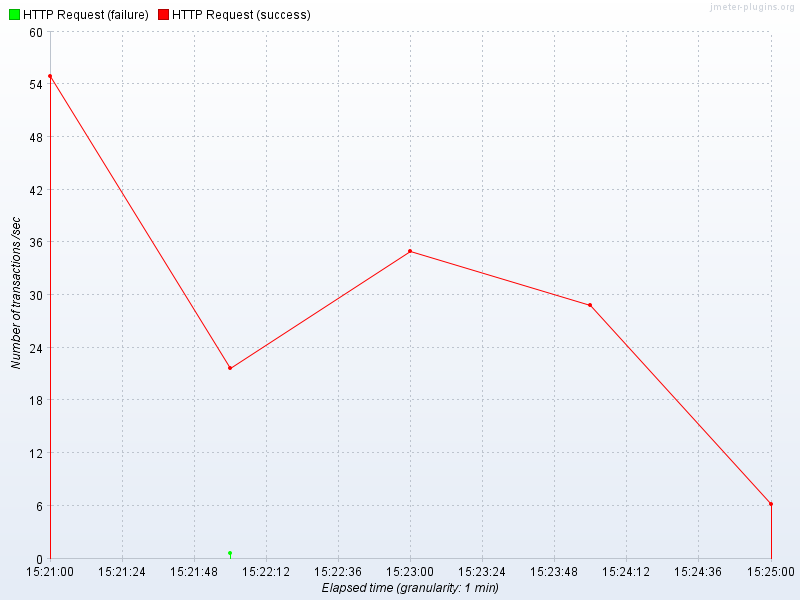 jmeter-plugins.org
HTTP Request (failure) HTTP Request (success)
60
54
48
42
36
30
24
18
12
6
0
Number of transactions /sec
15:21:00 15:21:24 15:21:48 15:22:12 15:22:36 15:23:00 15:23:24 15:23:48 15:24:12 15:24:36 15:25:00
Elapsed time (granularity: 1 min)